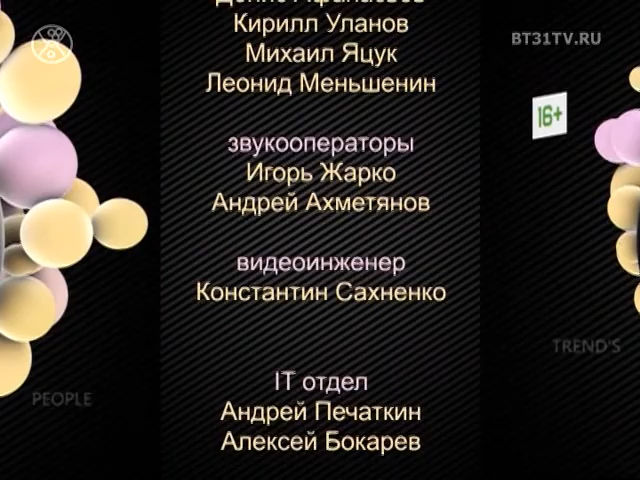 Кирилл Уланов
Михаил Яцук
Леонид Меньшенин
звукооператоры
Игорь Жарко
Андрей Ахметянов
видеоинженер
Константин Сахненко
IT отдел
Андрей Печаткин
Алексей Бокарев
BT31TV.RU
16+
TREND'S
PEOPLE